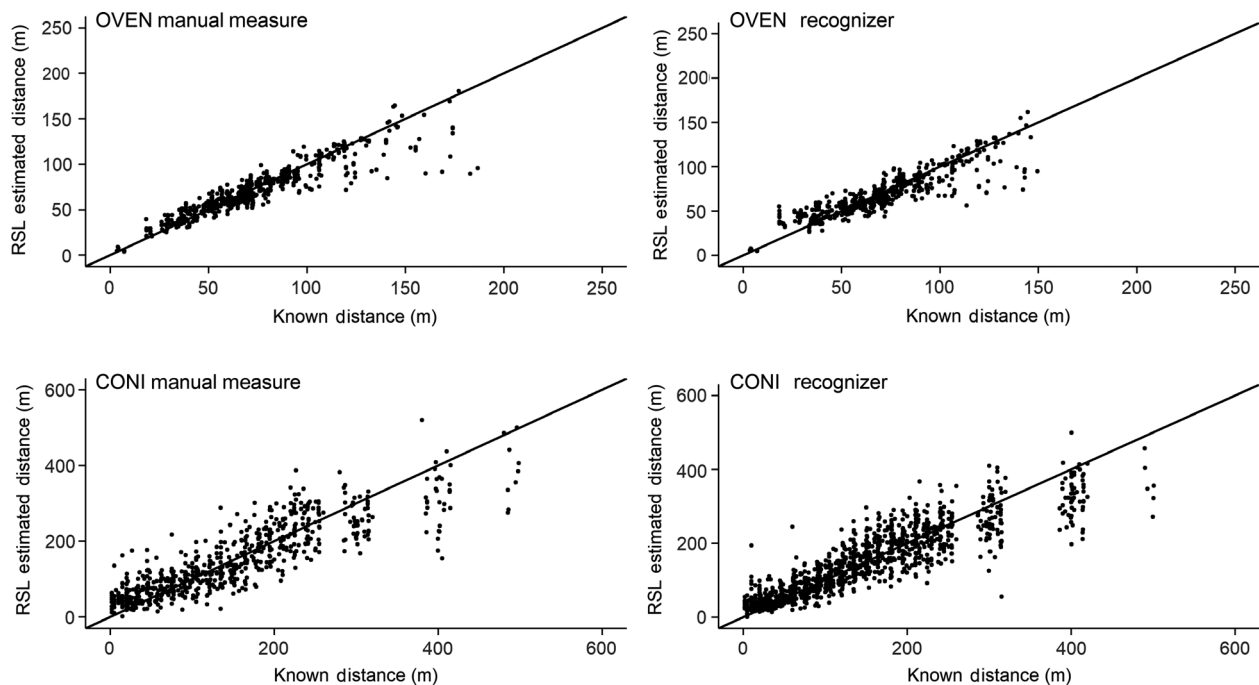 OVEN manual measure
RSL estimated distance (m)
250
200
150
100
50
0
0 50 100 150 200 250
Known distance (m)
OVEN recognizer
RSL estimated distance (m)
250
200
150
100
50
0
0 50 100 150 200 250
Known distance (m)
CONI manual measure
RSL estimated distance (m)
600
400
200
0
0 200 400 600
Known distance (m)
CONI recognizer
RSL estimated distance (m)
600
400
200
0
0 200 400 600
Known distance (m)